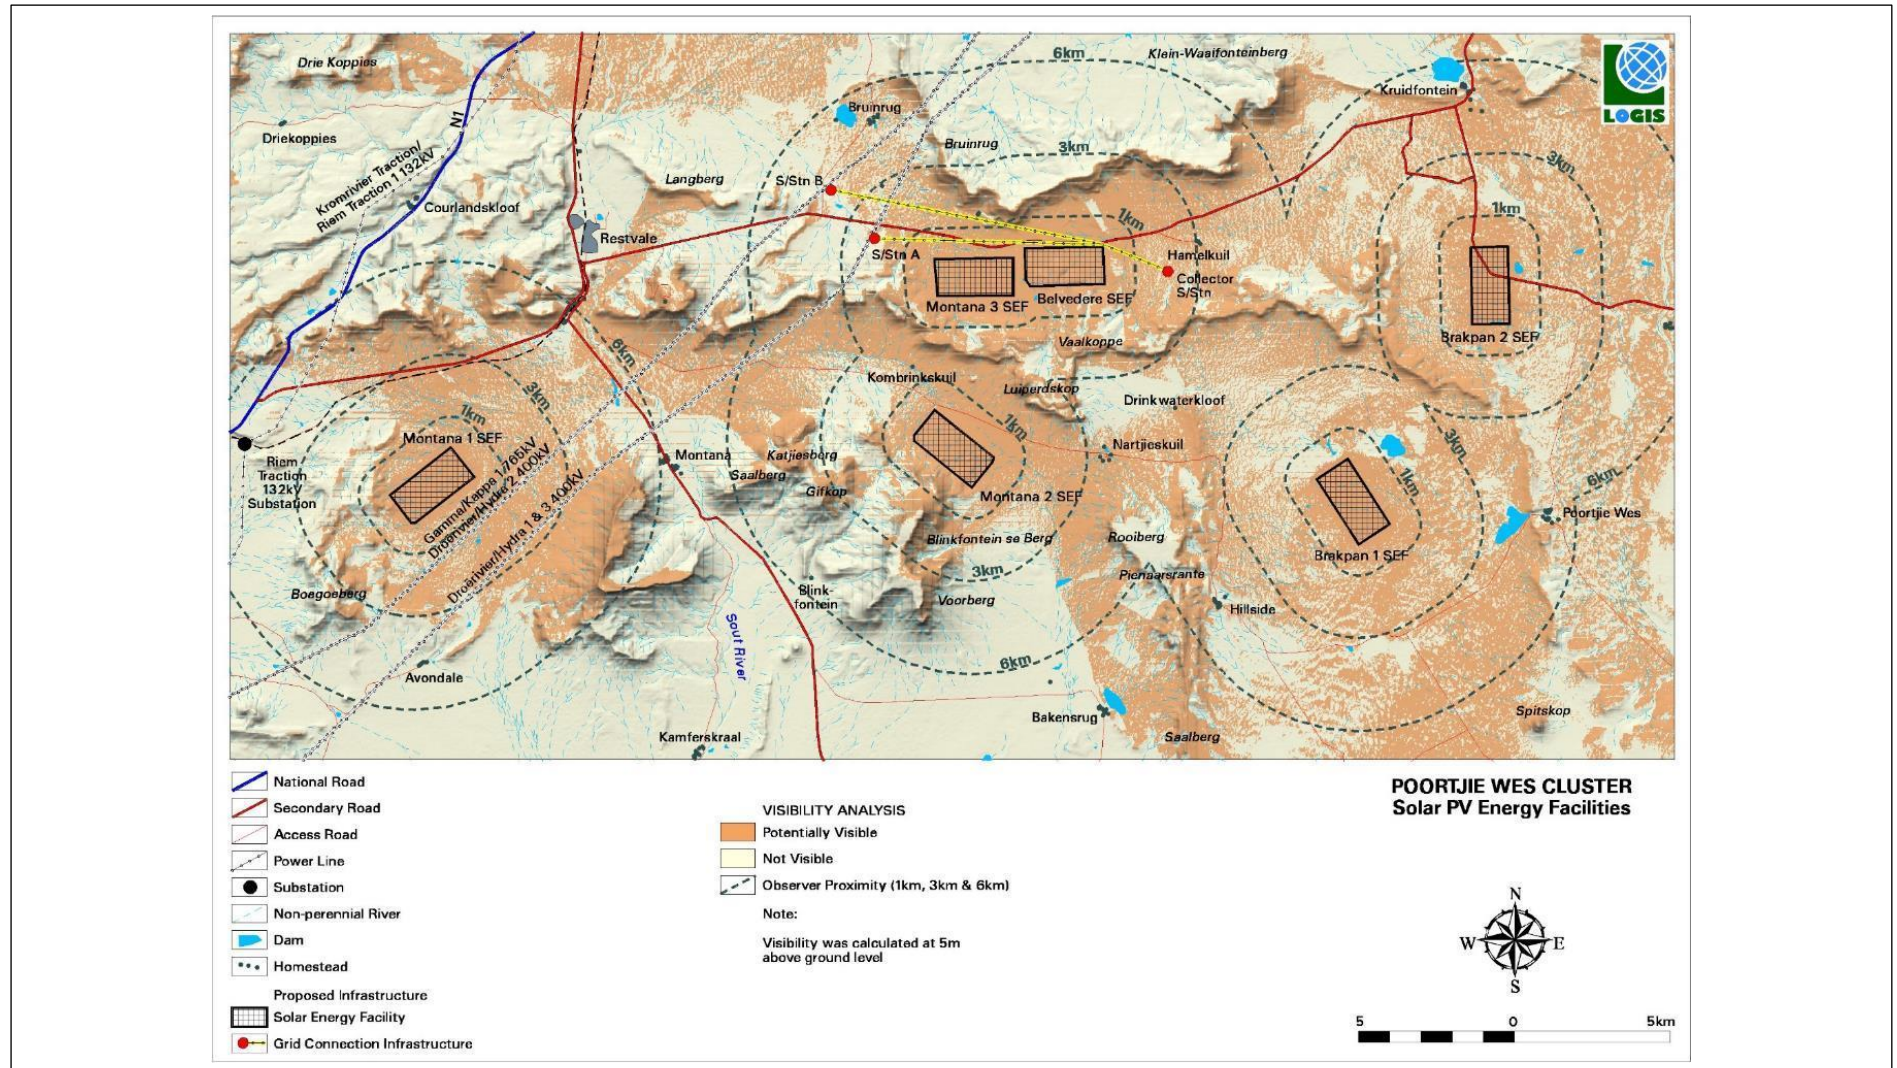 6km
Klein-Waaifonteinberg
Drie Koppies
LOGIS
Kruidfontein
Bruinrug
N1
Driekoppies
Bruinrug
3km
3km
Kromrivier Traction/
Riem Traction 1 132kV
Langberg
S/Stn B
Courlandskloof
1km
1km
Restvale
S/Stn A
Hamelkuil
Collector
S/Stn
Montana 3 SEF
Belvedere SEF
Brakpan 2 SEF
Vaalkoppe
6km
Kombrinkskuil
Luiperdskop
3km
Drinkwaterkloof
1km
1km
Montana 1 SEF
3km
Nartjieskuil
Riem
Traction
132kV
Substation
Montana
Katjiesberg
Saalberg
Gifkop
Gamma/Kappa 1 765kV
Droërivier/Hydra 2 400kV
Droërivier/Hydra 1 & 3 400kV
Montana 2 SEF
1km
6km
Poortjie Wes
Blinkfontein se Berg
Rooiberg
Brakpan 1 SEF
3km
Pienaarsrante
Boegoeberg
Blink-
fontein
Voorberg
Hillside
Sout River
6km
Avondale
Bakensrug
Spitskop
Kamferskraal
Saalberg
National Road
Secondary Road
Access Road
Power Line
Substation
Non-perennial River
Dam
Homestead
Proposed Infrastructure
Solar Energy Facility
Grid Connection Infrastructure
VISIBILITY ANALYSIS
Potentially Visible
Not Visible
Observer Proximity (1km, 3km & 6km)
Note:
Visibility was calculated at 5m
above ground level
POORTJIE WES CLUSTER
Solar PV Energy Facilities
N
W
E
S
5
0
5km